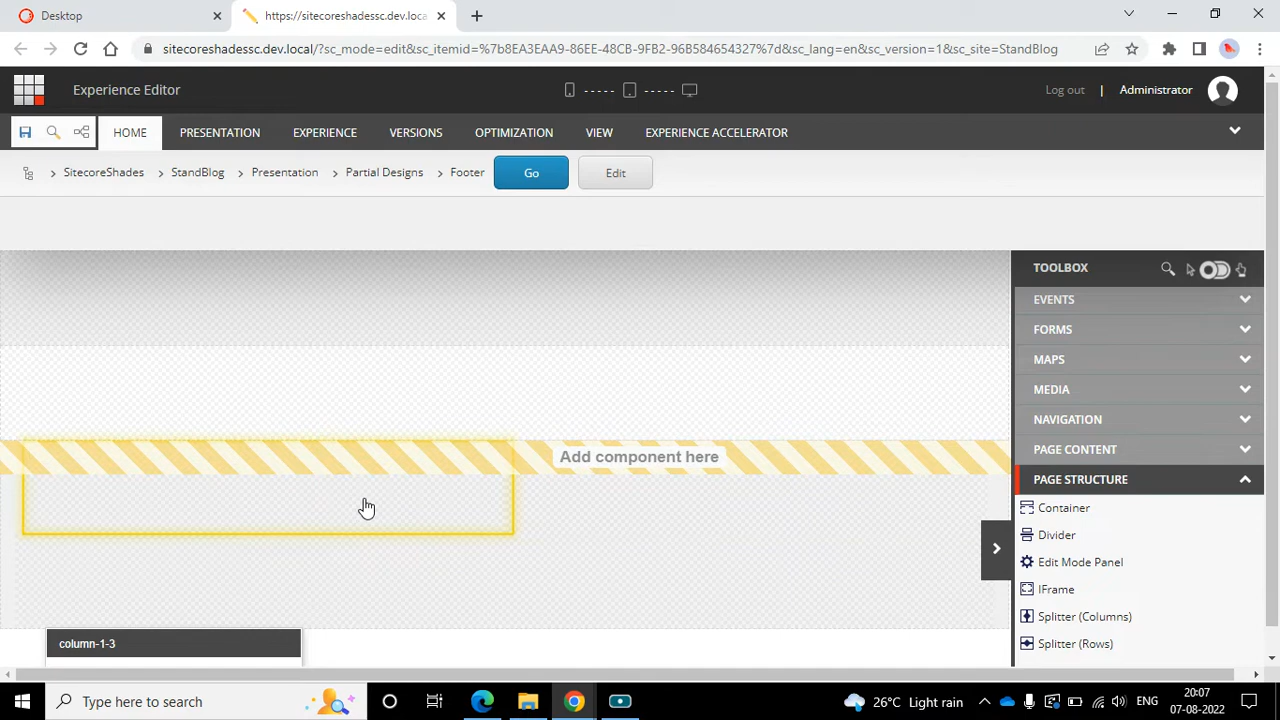 Desktop
https://sitecoreshadessc.dev.loca
sitecoreshadessc.dev.local/?sc_mode=edit&sc_itemid=%7b8EA3EAA9-86EE-48CB-9FB2-96B584654327%7d&sc_lang=en&sc_version=1&sc_site=StandBlog
Experience Editor
Log out | Administrator
HOME PRESENTATION EXPERIENCE VERSIONS OPTIMIZATION VIEW EXPERIENCE ACCELERATOR
SitecoreShades StandBlog Presentation Partial Designs Footer Go Edit
TOOLBOX
EVENTS
FORMS
MAPS
MEDIA
NAVIGATION
PAGE CONTENT
Add component here
PAGE STRUCTURE
Container
Divider
Edit Mode Panel
IFrame
Splitter (Columns)
Splitter (Rows)
column-1-3
Type here to search
26°C Light rain
ENG
20:07
07-08-2022